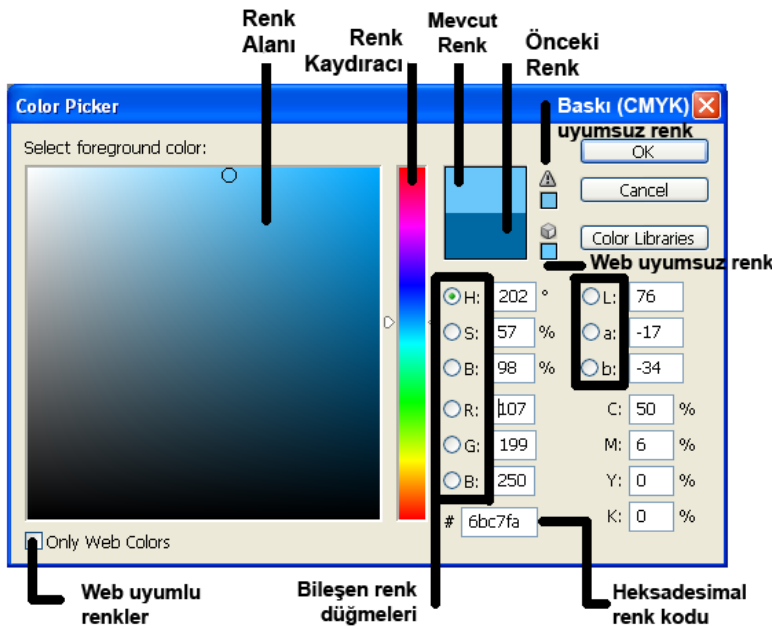 Renk
Alanı
Renk
Kaydıracı
Mevcut
Renk
Önceki
Renk
Color Picker
Baskı (CMYK)
uyumsuz renk
Select foreground color:
OK
Cancel
Color Libraries
Web uyumsuz renk
H: 202 °
S: 57 %
B: 98 %
R: 107
G: 199
B: 250
# 6bc7fa
L: 76
a: -17
b: -34
C: 50 %
M: 6 %
Y: 0 %
K: 0 %
Only Web Colors
Web uyumlu
renkler
Bileşen renk
düğmeleri
Heksadesimal
renk kodu